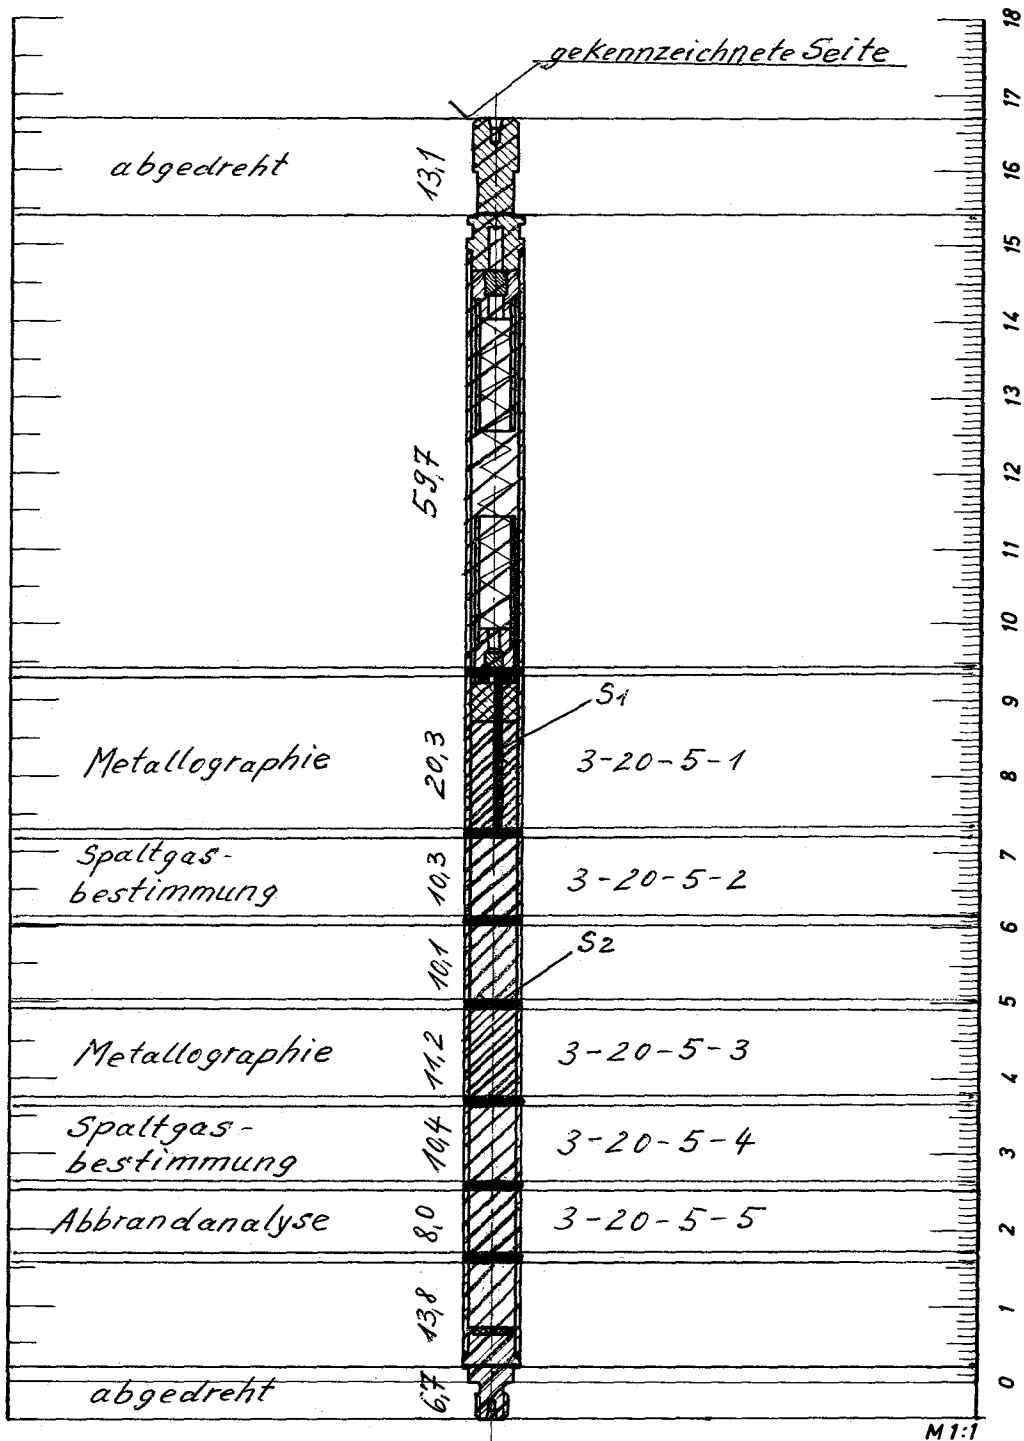 gekennzeichnete Seite
abgedreht
13,1
59,7
S1
Metallographie
20,3
3-20-5-1
Spaltgas-
bestimmung
10,3
3-20-5-2
10,1
S2
Metallographie
11,2
3-20-5-3
Spaltgas-
bestimmung
10,4
3-20-5-4
Abbrandanalyse
8,0
3-20-5-5
13,8
abgedreht
6,7
18
17
16
15
14
13
12
11
10
9
8
7
6
5
4
3
2
1
0
M 1:1